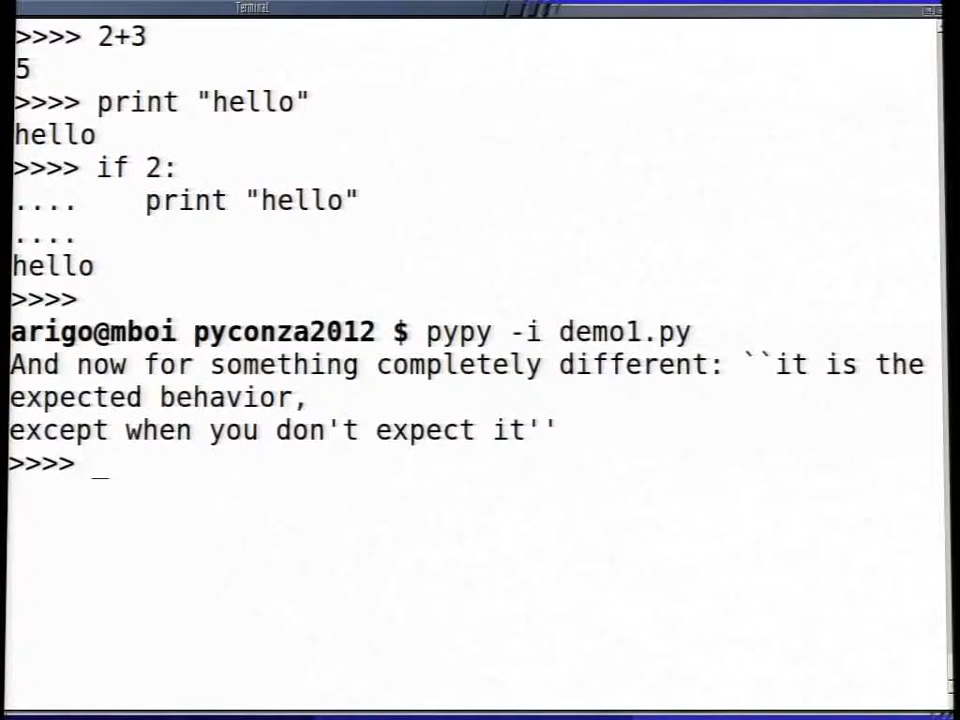 Terminal
>>>> 2+3
5
>>>> print "hello"
hello
>>>> if 2:
....    print "hello"
....
hello
>>>>
arigo@mboi pyconza2012 $ pypy -i demo1.py
And now for something completely different: ``it is the
expected behavior,
except when you don't expect it''
>>>> _